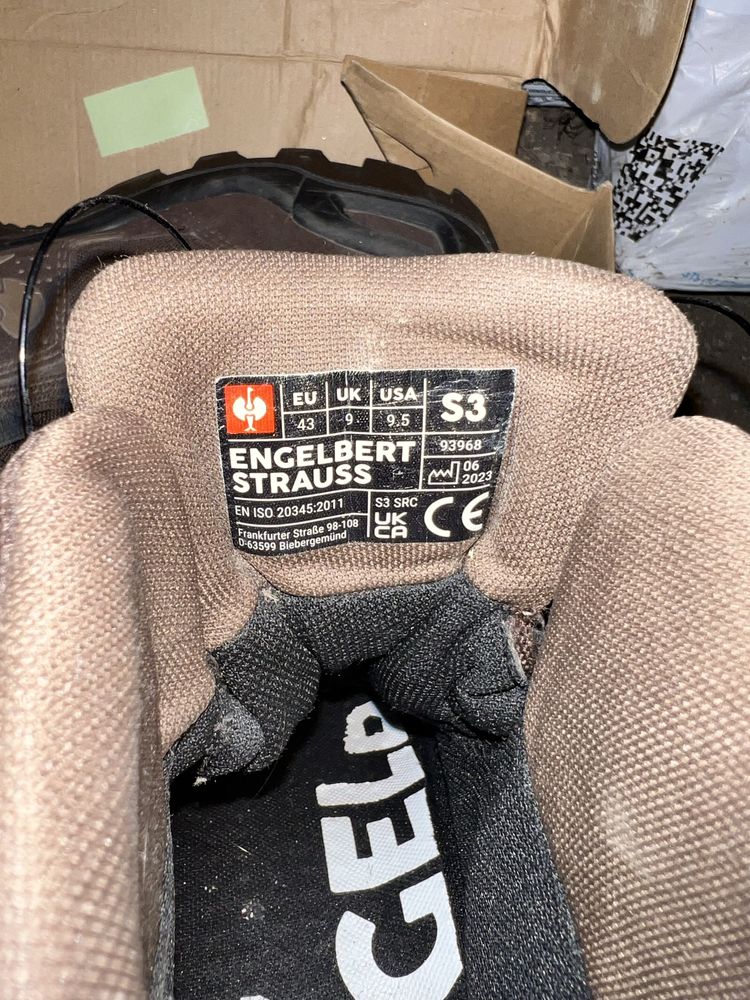 EU UK USA S3
43 9 9.5
93968
ENGELBERT
STRAUSS
06
2023
EN ISO 20345:2011
S3 SRC
UK
CA
CE
Frankfurter Straße 98-108
D-63599 Biebergemünd
GELB